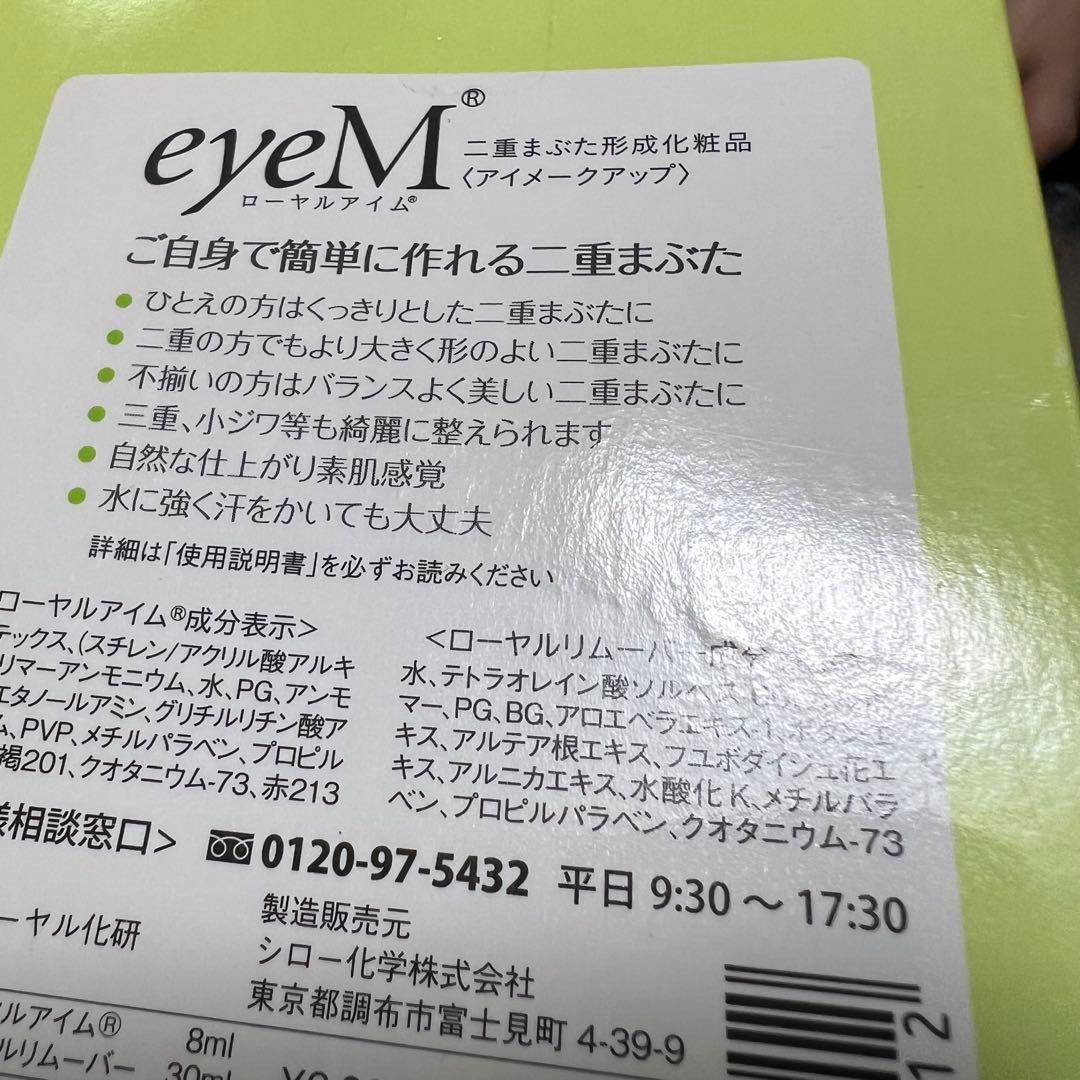 eyeM®
ローヤルアイム®
二重まぶた形成化粧品
〈アイメークアップ〉
ご自身で簡単に作れる二重まぶた
● ひとえの方はくっきりとした二重まぶたに
● 二重の方でもより大きく形のよい二重まぶたに
● 不揃いの方はバランスよく美しい二重まぶたに
● 三重、小ジワ等も綺麗に整えられます
● 自然な仕上がり素肌感覚
● 水に強く汗をかいても大丈夫
詳細は「使用説明書」を必ずお読みください
ローヤルアイム®成分表示>
テックス、(スチレン/アクリル酸アルキ
リマーアンモニウム、水、PG、アンモ
エタノールアミン、グリチルリチン酸ア
ム、PVP、メチルパラベン、プロピル
褐201、クオタニウム-73、赤213
<ローヤルリムーバー
水、テトラオレイン酸ソルベス
マー、PG、BG、アロエベラエキス-1、ボタンエ
キス、アルテア根エキス、フユボダイジュ花エ
キス、アルニカエキス、水酸化K、メチルパラ
ベン、プロピルパラベン、クオタニウム-73
様相談窓口>
0120-97-5432 平日 9:30 〜 17:30
ーヤル化研
製造販売元
シロー化学株式会社
東京都調布市富士見町 4-39-9
ルアイム® 8ml
ルリムーバー 30ml
12